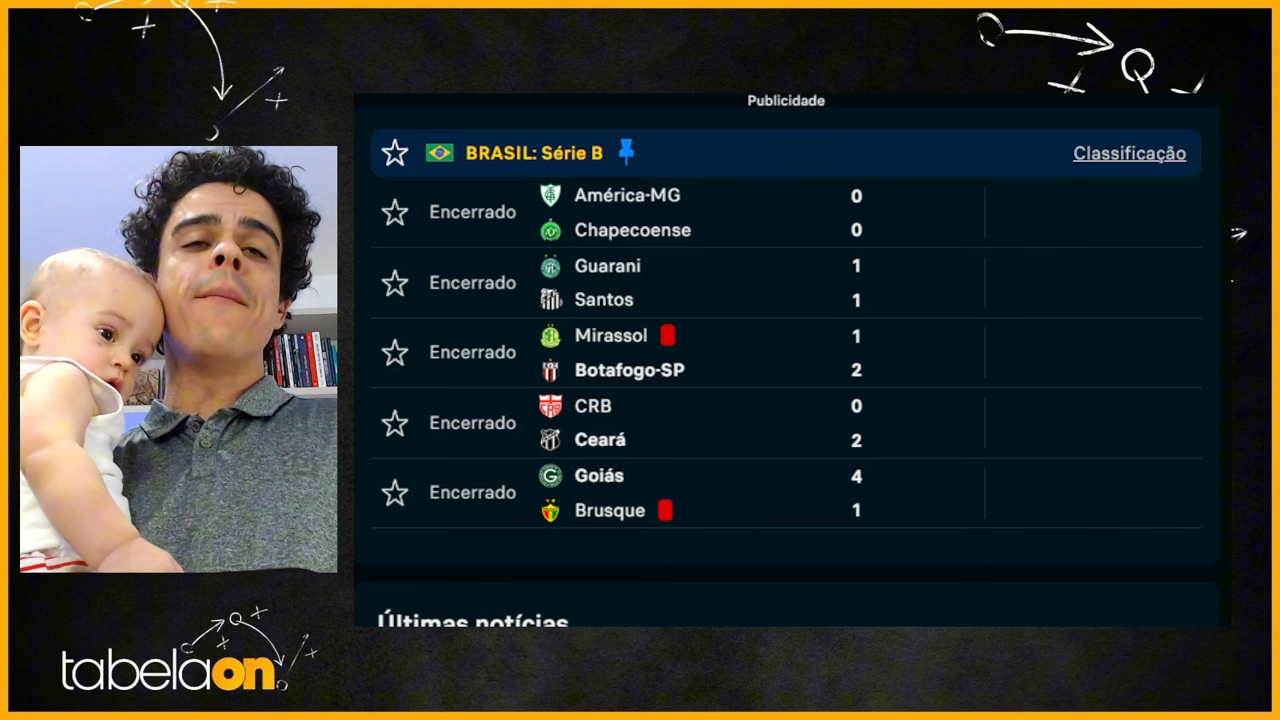 Publicidade
BRASIL: Série B
Classificação
Encerrado
América-MG 0
Chapecoense 0
Encerrado
Guarani 1
Santos 1
Encerrado
Mirassol 1
Botafogo-SP 2
Encerrado
CRB 0
Ceará 2
Encerrado
Goiás 4
Brusque 1
Últimas notícias
tabelaon